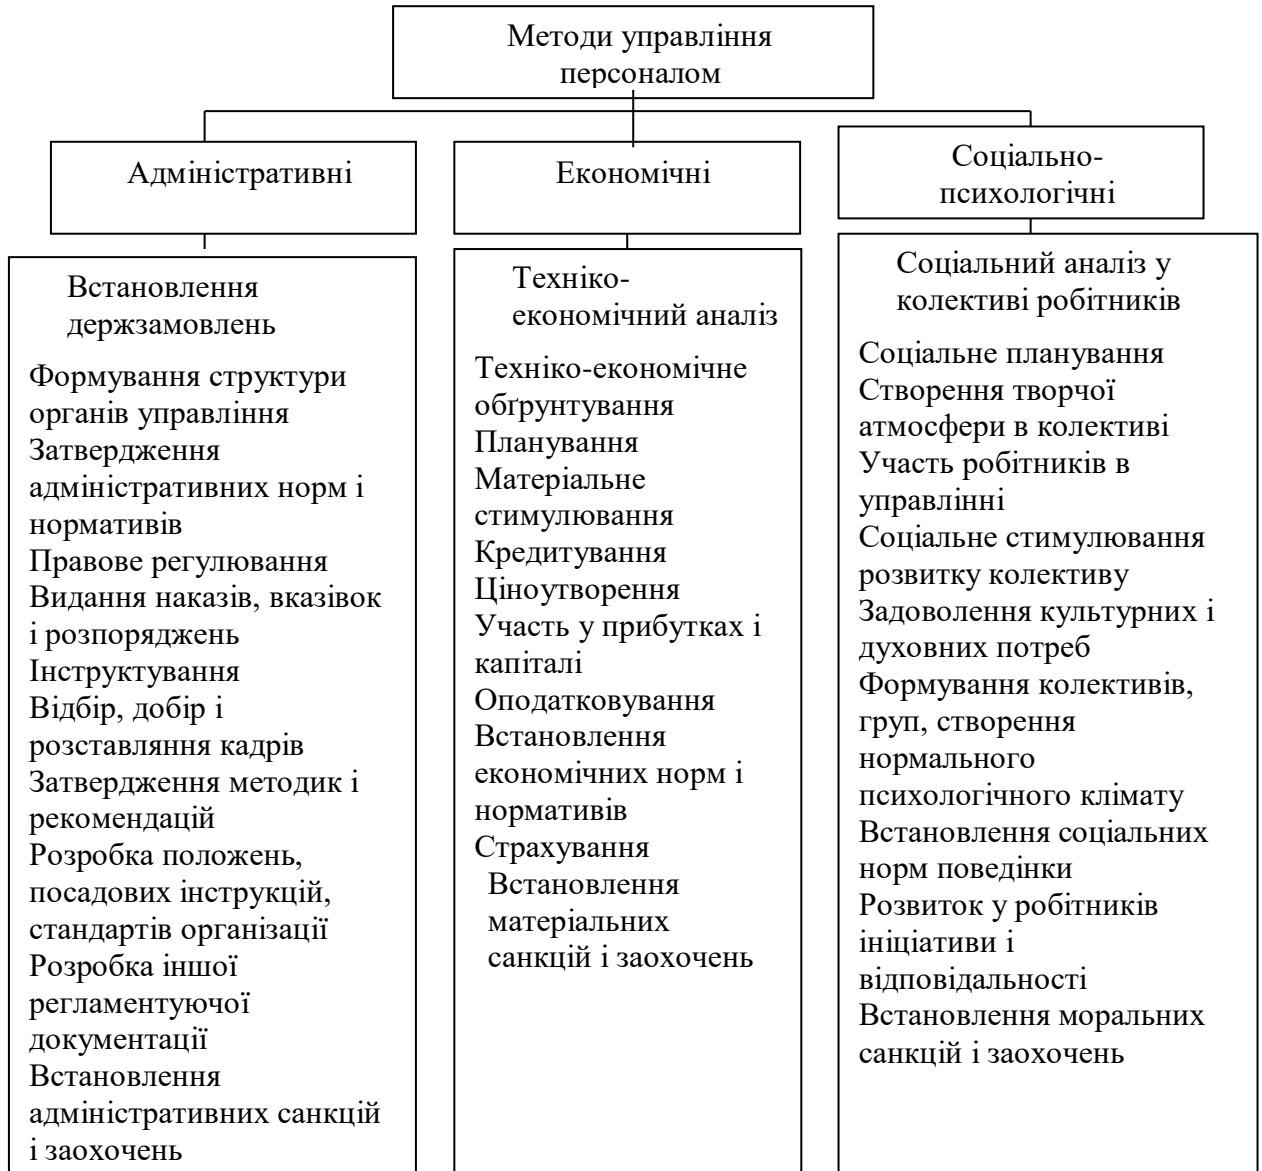 Методи управління
персоналом
Адміністративні
Економічні
Соціально-
психологічні
Встановлення
держзамовлень
Формування структури
органів управління
Затвердження
адміністративних норм і
нормативів
Правове регулювання
Видання наказів, вказівок
і розпоряджень
Інструктування
Відбір, добір і
розставляння кадрів
Затвердження методик і
рекомендацій
Розробка положень,
посадових інструкцій,
стандартів організації
Розробка іншої
регламентуючої
документації
Встановлення
адміністративних санкцій
і заохочень
Техніко-
економічний аналіз
Техніко-економічне
обґрунтування
Планування
Матеріальне
стимулювання
Кредитування
Ціноутворення
Участь у прибутках і
капіталі
Оподатковування
Встановлення
економічних норм і
нормативів
Страхування
Встановлення
матеріальних
санкцій і заохочень
Соціальний аналіз у
колективі робітників
Соціальне планування
Створення творчої
атмосфери в колективі
Участь робітників в
управлінні
Соціальне стимулювання
розвитку колективу
Задоволення культурних і
духовних потреб
Формування колективів,
груп, створення
нормального
психологічного клімату
Встановлення соціальних
норм поведінки
Розвиток у робітників
ініціативи і
відповідальності
Встановлення моральних
санкцій і заохочень